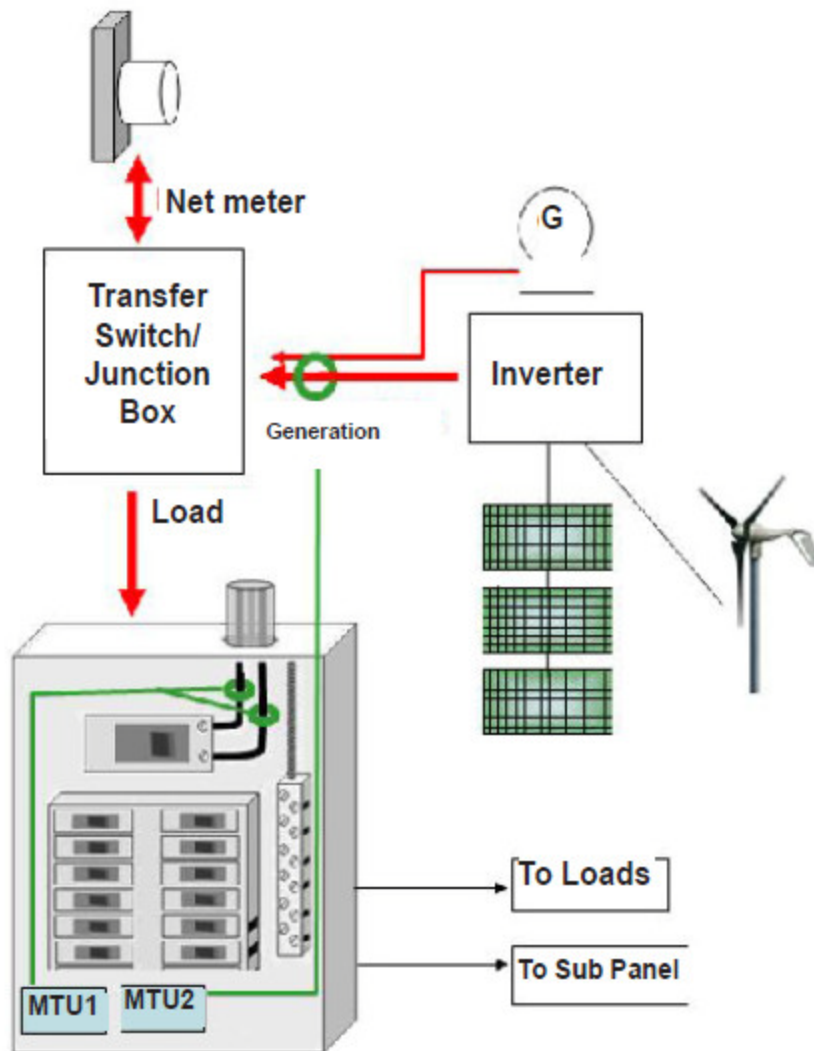 Net meter
Transfer
Switch/
Junction
Box
G
Inverter
Generation
Load
To Loads
To Sub Panel
MTU1
MTU2